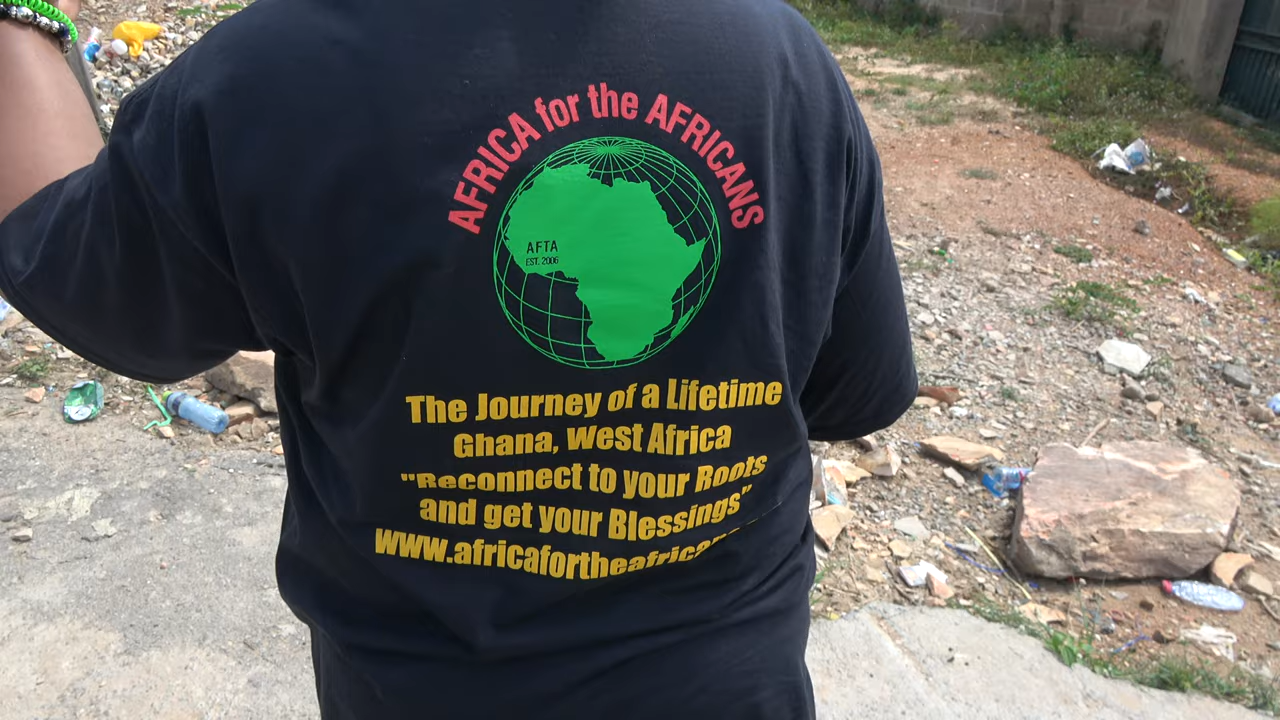 AFRICA for the AFRICANS
AFTA
EST. 2006
The Journey of a Lifetime
Ghana, West Africa
"Reconnect to your Roots
and get your Blessings"